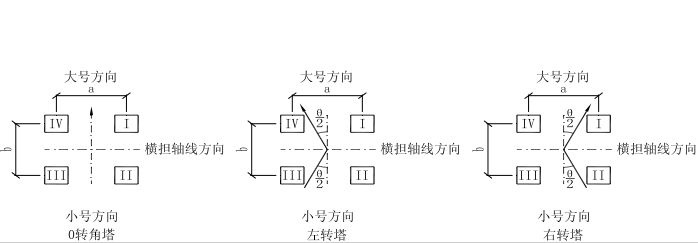 大号方向 大号方向 大号方向
a a a
θ/2 θ/2
IV I IV I IV I
b 横担轴线方向 b 横担轴线方向 b 横担轴线方向
III II III II III II
θ/2 θ/2
小号方向 小号方向 小号方向
0转角塔 左转塔 右转塔